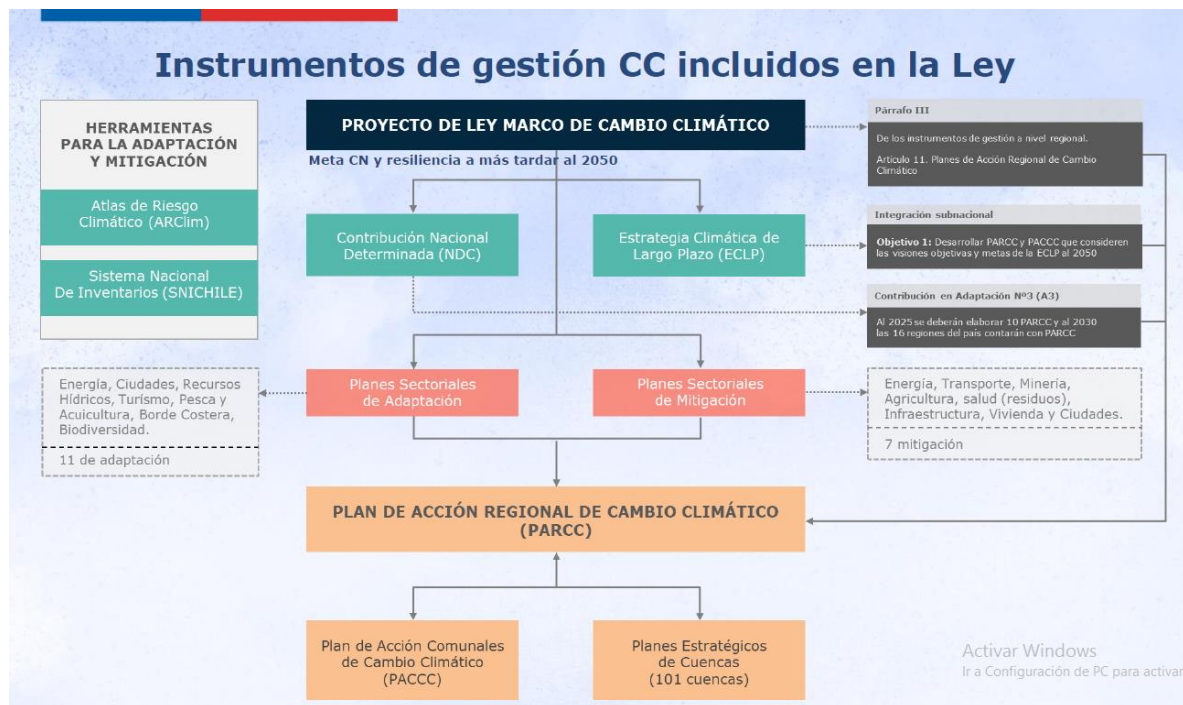 Instrumentos de gestión CC incluidos en la Ley
HERRAMIENTAS
PARA LA ADAPTACIÓN
Y MITIGACIÓN
Atlas de Riesgo
Climático (ARClim)
Sistema Nacional
De Inventarios (SNICHILE)
PROYECTO DE LEY MARCO DE CAMBIO CLIMÁTICO
Meta CN y resiliencia a más tardar al 2050
Contribución Nacional
Determinada (NDC)
Estrategia Climática de
Largo Plazo (ECLP)
Párrafo III
De los instrumentos de gestión a nivel regional.
Articulo 11. Planes de Acción Regional de Cambio
Climático
Integración subnacional
Objetivo 1: Desarrollar PARCC y PACCC que consideren
las visiones objetivas y metas de la ECLP al 2050
Contribución en Adaptación Nº3 (A3)
Al 2025 se deberán elaborar 10 PARCC y al 2030
las 16 regiones del país contarán con PARCC
Energía, Ciudades, Recursos
Hídricos, Turísmo, Pesca y
Acuicultura, Borde Costera,
Biodiversidad.
11 de adaptación
Planes Sectoriales
de Adaptación
Planes Sectoriales
de Mitigación
Energía, Transporte, Minería,
Agricultura, salud (residuos),
Infraestructura, Vivienda y Ciudades.
7 mitigación
PLAN DE ACCIÓN REGIONAL DE CAMBIO CLIMÁTICO
(PARCC)
Plan de Acción Comunales
de Cambio Climático
(PACCC)
Planes Estratégicos
de Cuencas
(101 cuencas)
Activar Windows
Ir a Configuración de PC para activar